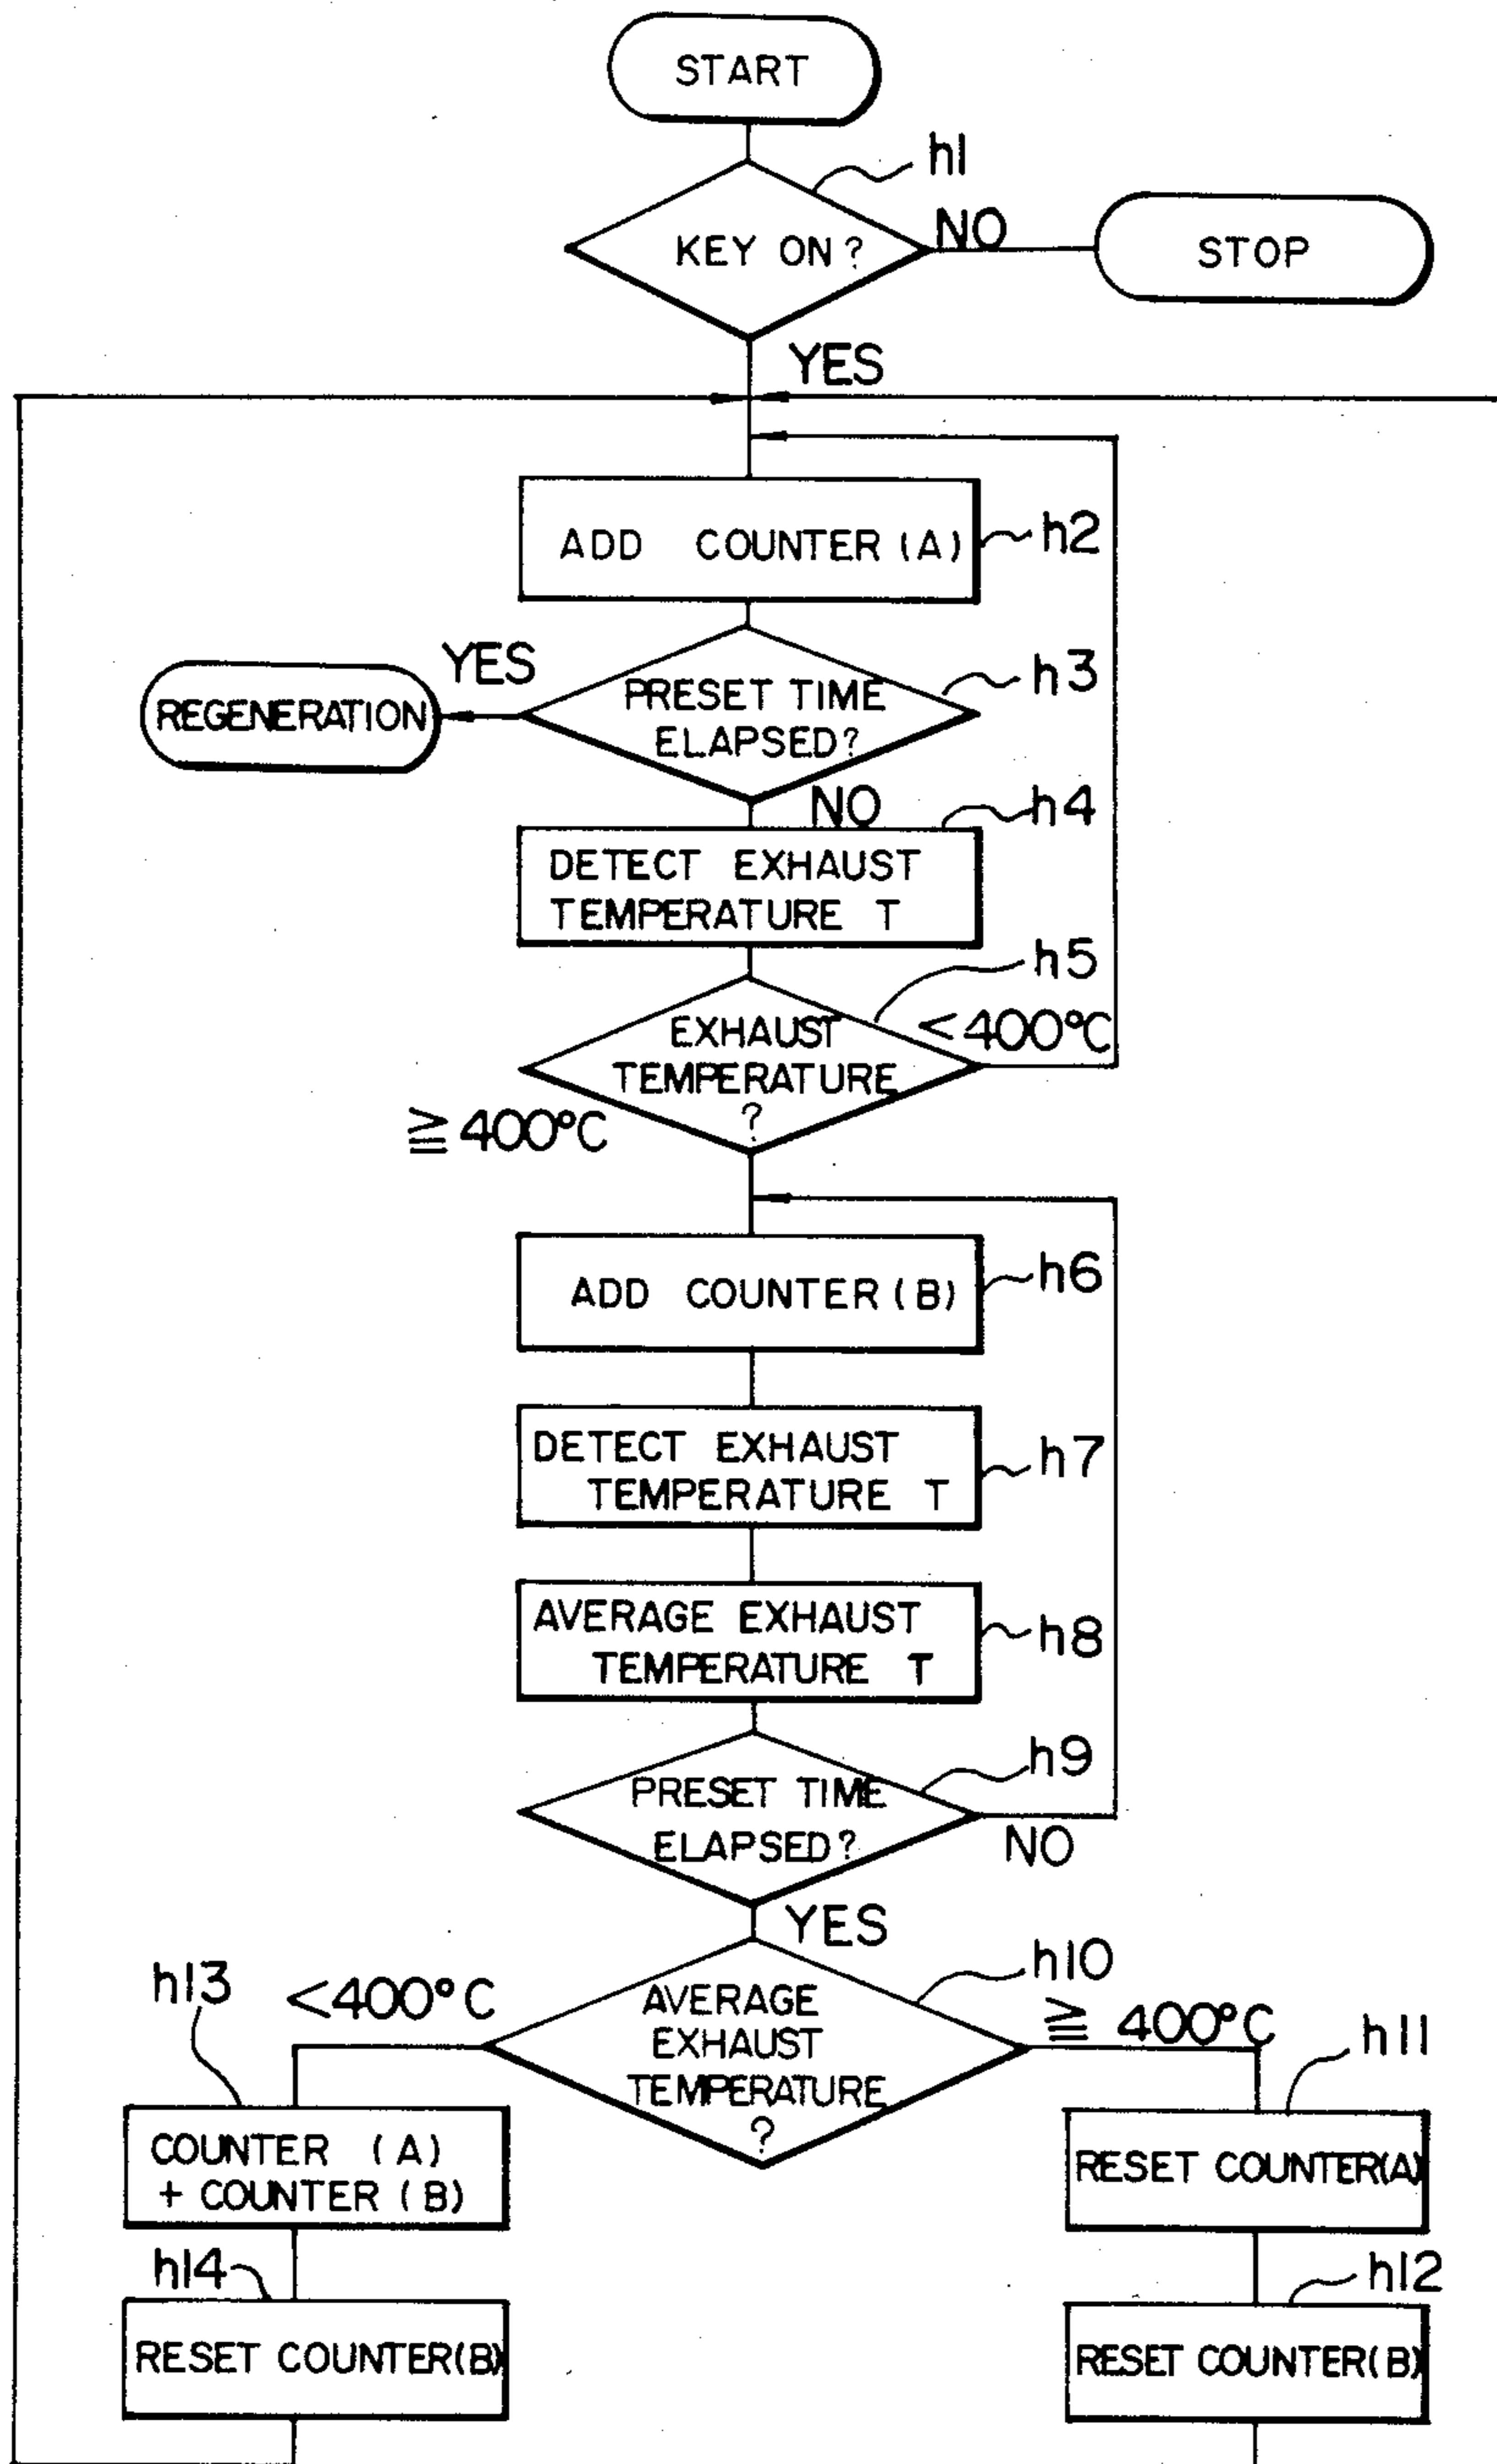 START
h1
KEY ON?
NO
STOP
YES
ADD COUNTER (A)
h2
YES
h3
PRESET TIME
ELAPSED?
REGENERATION
NO
h4
DETECT EXHAUST
TEMPERATURE T
h5
EXHAUST
TEMPERATURE
?
<400°C
≧400°C
ADD COUNTER (B)
h6
DETECT EXHAUST
TEMPERATURE T
h7
AVERAGE EXHAUST
TEMPERATURE T
h8
h9
PRESET TIME
ELAPSED?
NO
YES
h10
h13
<400°C
AVERAGE
EXHAUST
TEMPERATURE
?
≧ 400°C
h11
COUNTER (A)
+ COUNTER (B)
RESET COUNTER(A)
h14
h12
RESET COUNTER(B)
RESET COUNTER(B)